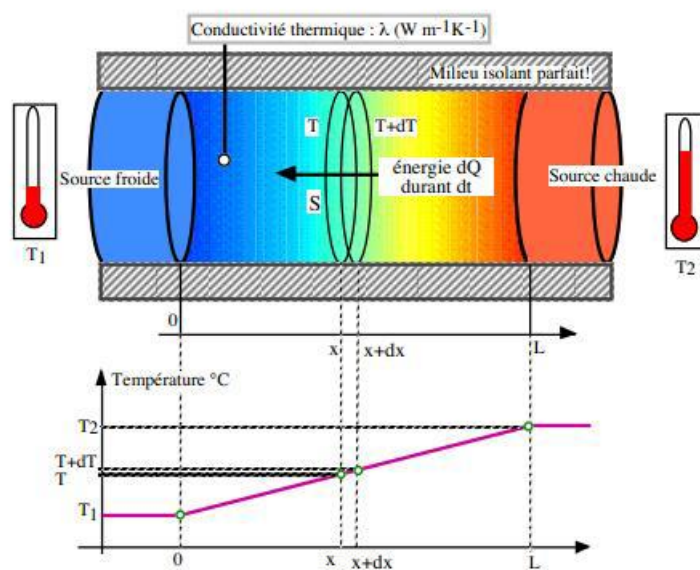 Conductivité thermique : λ (W m-1K-1)
Milieu isolant parfait!
T
T+dT
Source froide
énergie dQ
durant dt
Source chaude
S
T1
T2
0
x
x+dx
L
Température °C
T2
T+dT
T
T1
0
x
x+dx
L